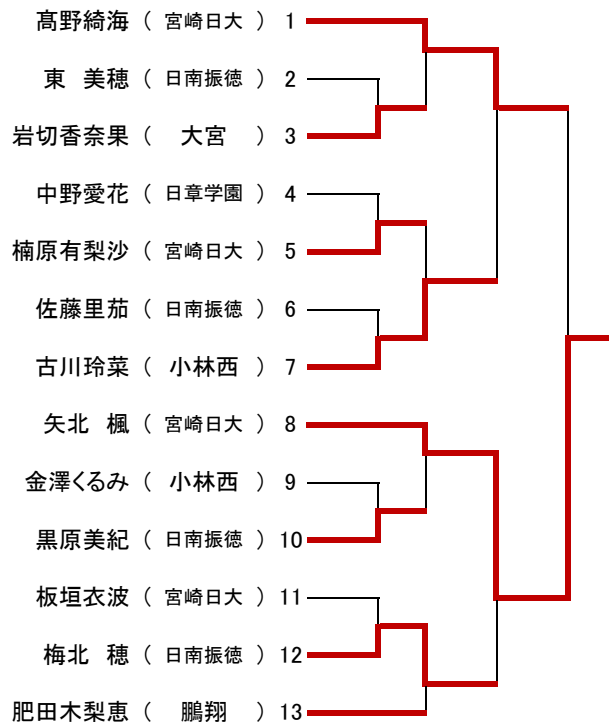 髙野綺海 ( 宮崎日大 ) 1
東 美穂 ( 日南振徳 ) 2
岩切香奈果 ( 大宮 ) 3
中野愛花 ( 日章学園 ) 4
楠原有梨沙 ( 宮崎日大 ) 5
佐藤里茄 ( 日南振徳 ) 6
古川玲菜 ( 小林西 ) 7
矢北 楓 ( 宮崎日大 ) 8
金澤くるみ ( 小林西 ) 9
黒原美紀 ( 日南振徳 ) 10
板垣衣波 ( 宮崎日大 ) 11
梅北 穂 ( 日南振徳 ) 12
肥田木梨恵 ( 鵬翔 ) 13